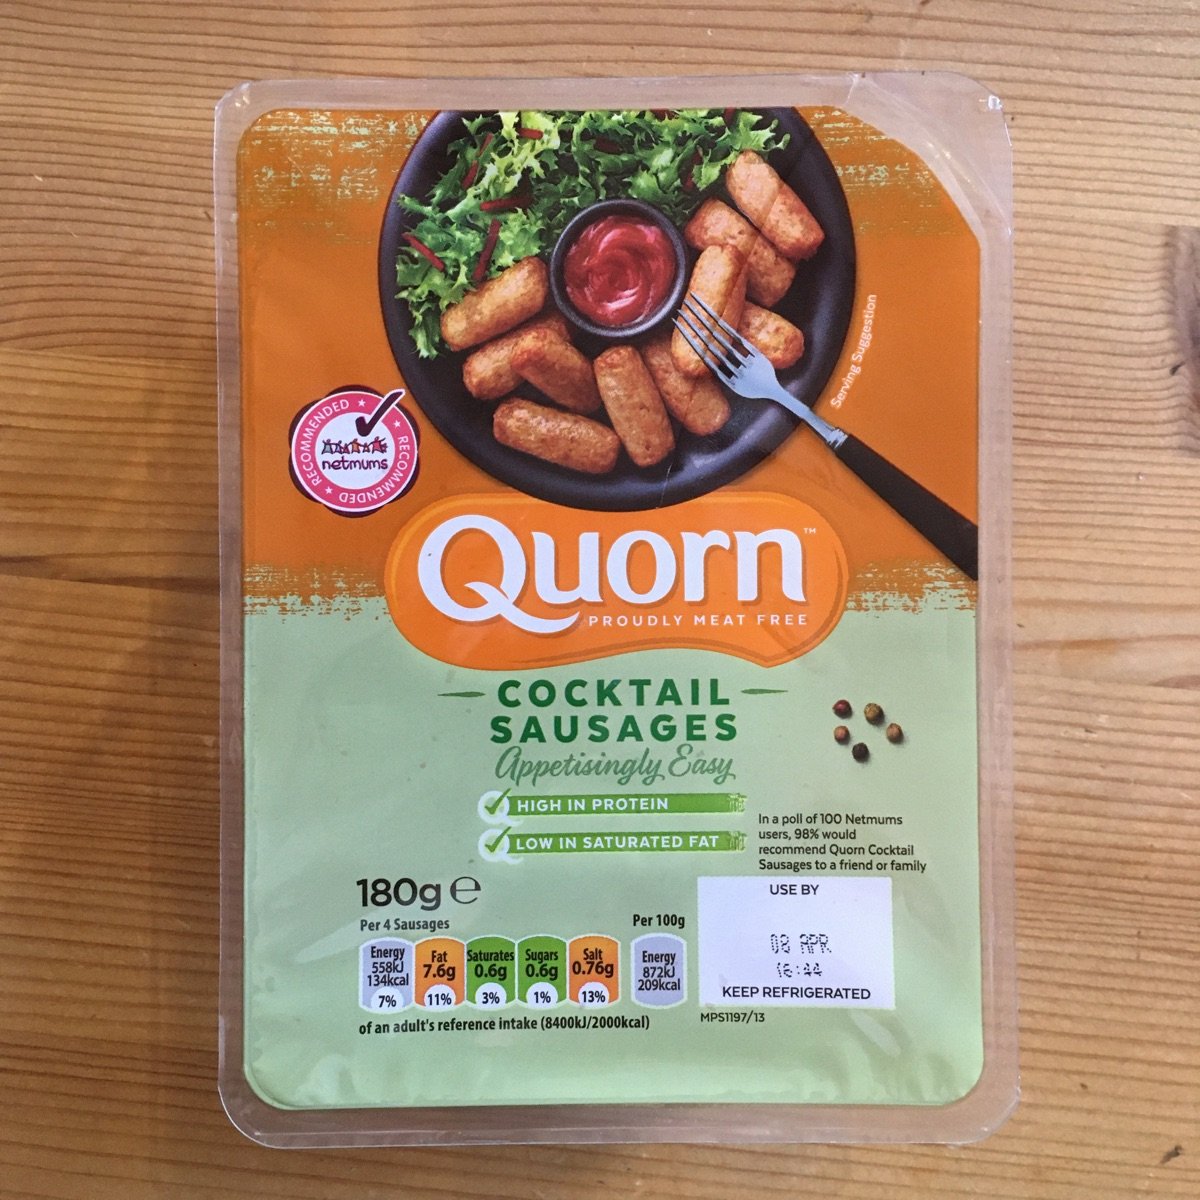 Serving Suggestion
★ RECOMMENDED ★ RECOMMENDED ★ RECOMMENDED
netmums
Quorn™
PROUDLY MEAT FREE
COCKTAIL
SAUSAGES
Appetisingly Easy
HIGH IN PROTEIN
LOW IN SATURATED FAT
In a poll of 100 Netmums
users, 98% would
recommend Quorn Cocktail
Sausages to a friend or family
180g ℮
Per 4 Sausages
Energy
558kJ
134kcal
7%
Fat
7.6g
11%
Saturates
0.6g
3%
Sugars
0.6g
1%
Salt
0.76g
13%
Per 100g
Energy
872kJ
209kcal
of an adult's reference intake (8400kJ/2000kcal)
USE BY
08 APR
16:44
KEEP REFRIGERATED
MPS1197/13